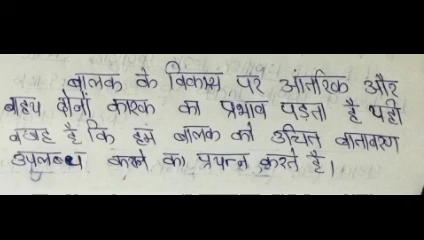 बालक के विकास पर आंतरिक और
बाह्य दोनों कारक का प्रभाव पड़ता है यही
वजह है कि हम बालक को उचित वातावरण
उपलब्ध कराने का प्रयत्न करते है।